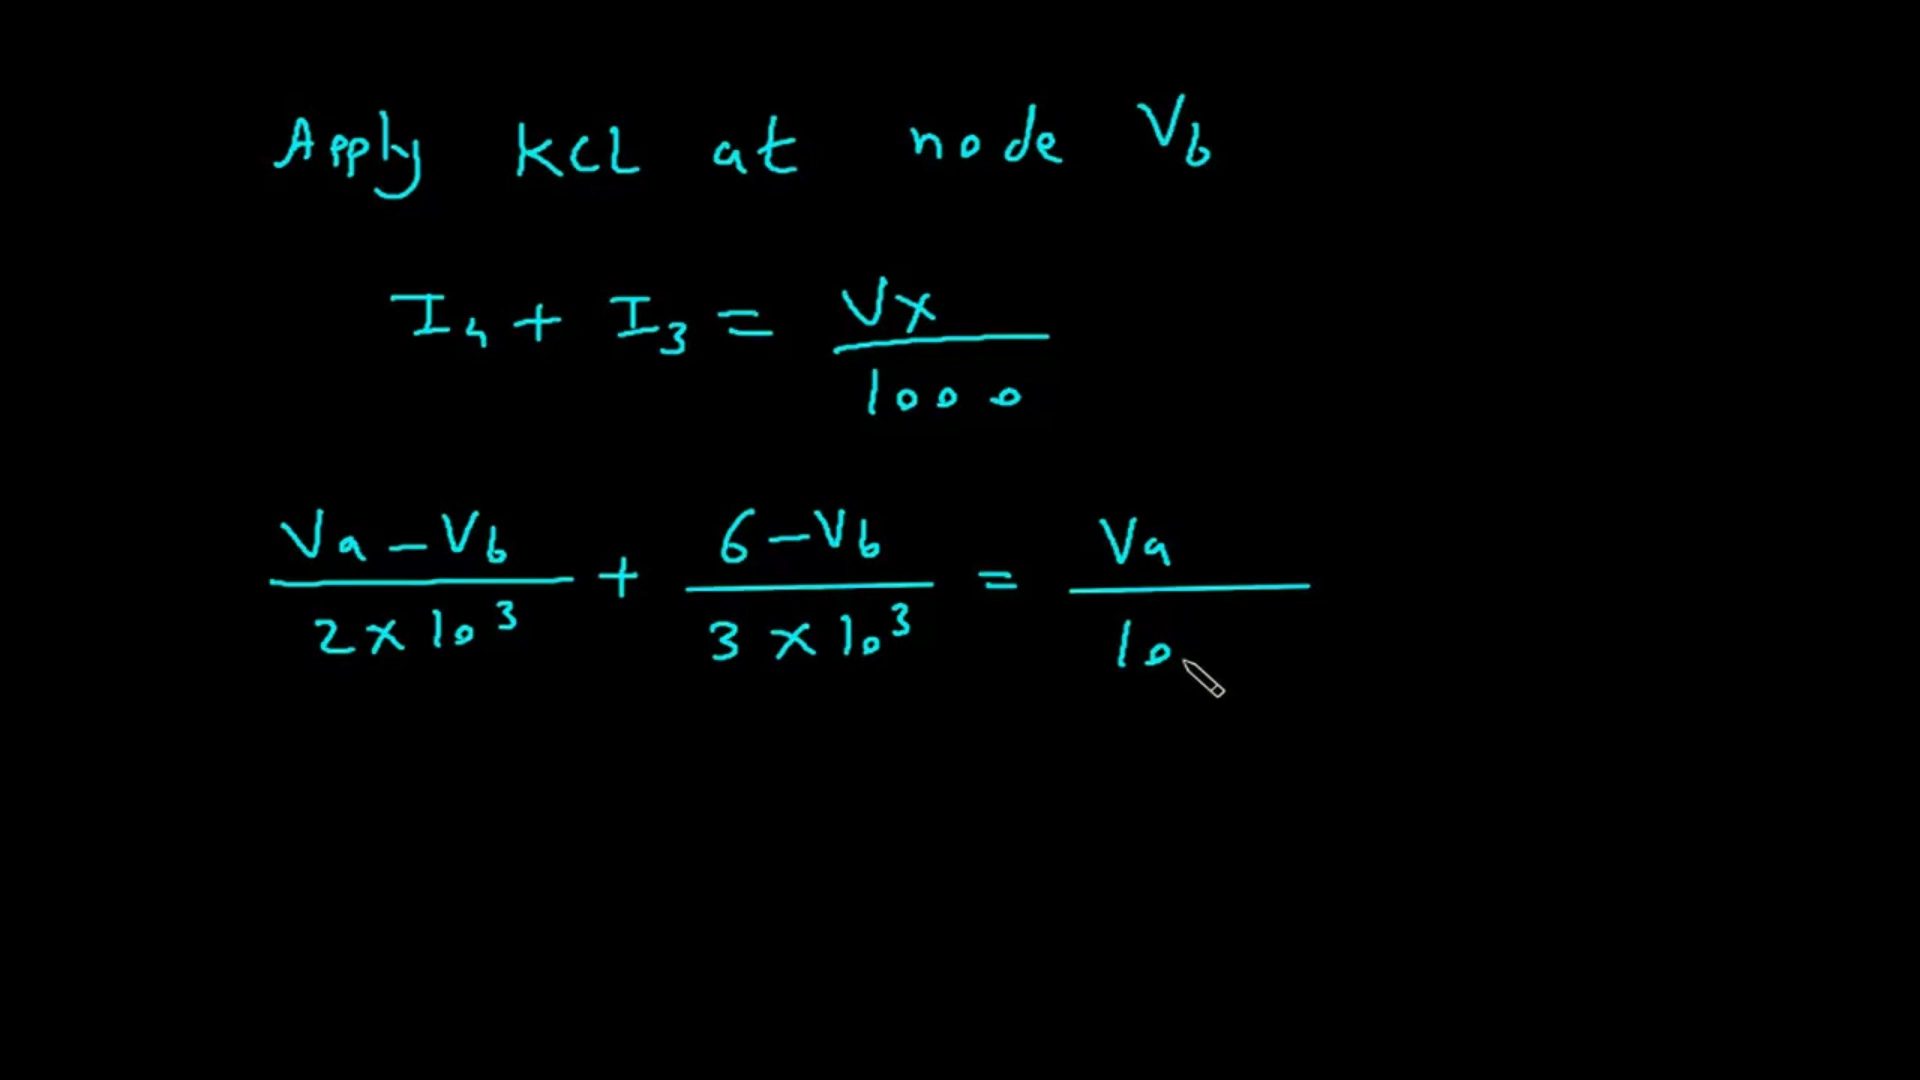 Apply KCL at node Vb
I4 + I3 = Vx / 1000
Va - Vb / 2 x 10^3 + 6 - Vb / 3 x 10^3 = Va / 10